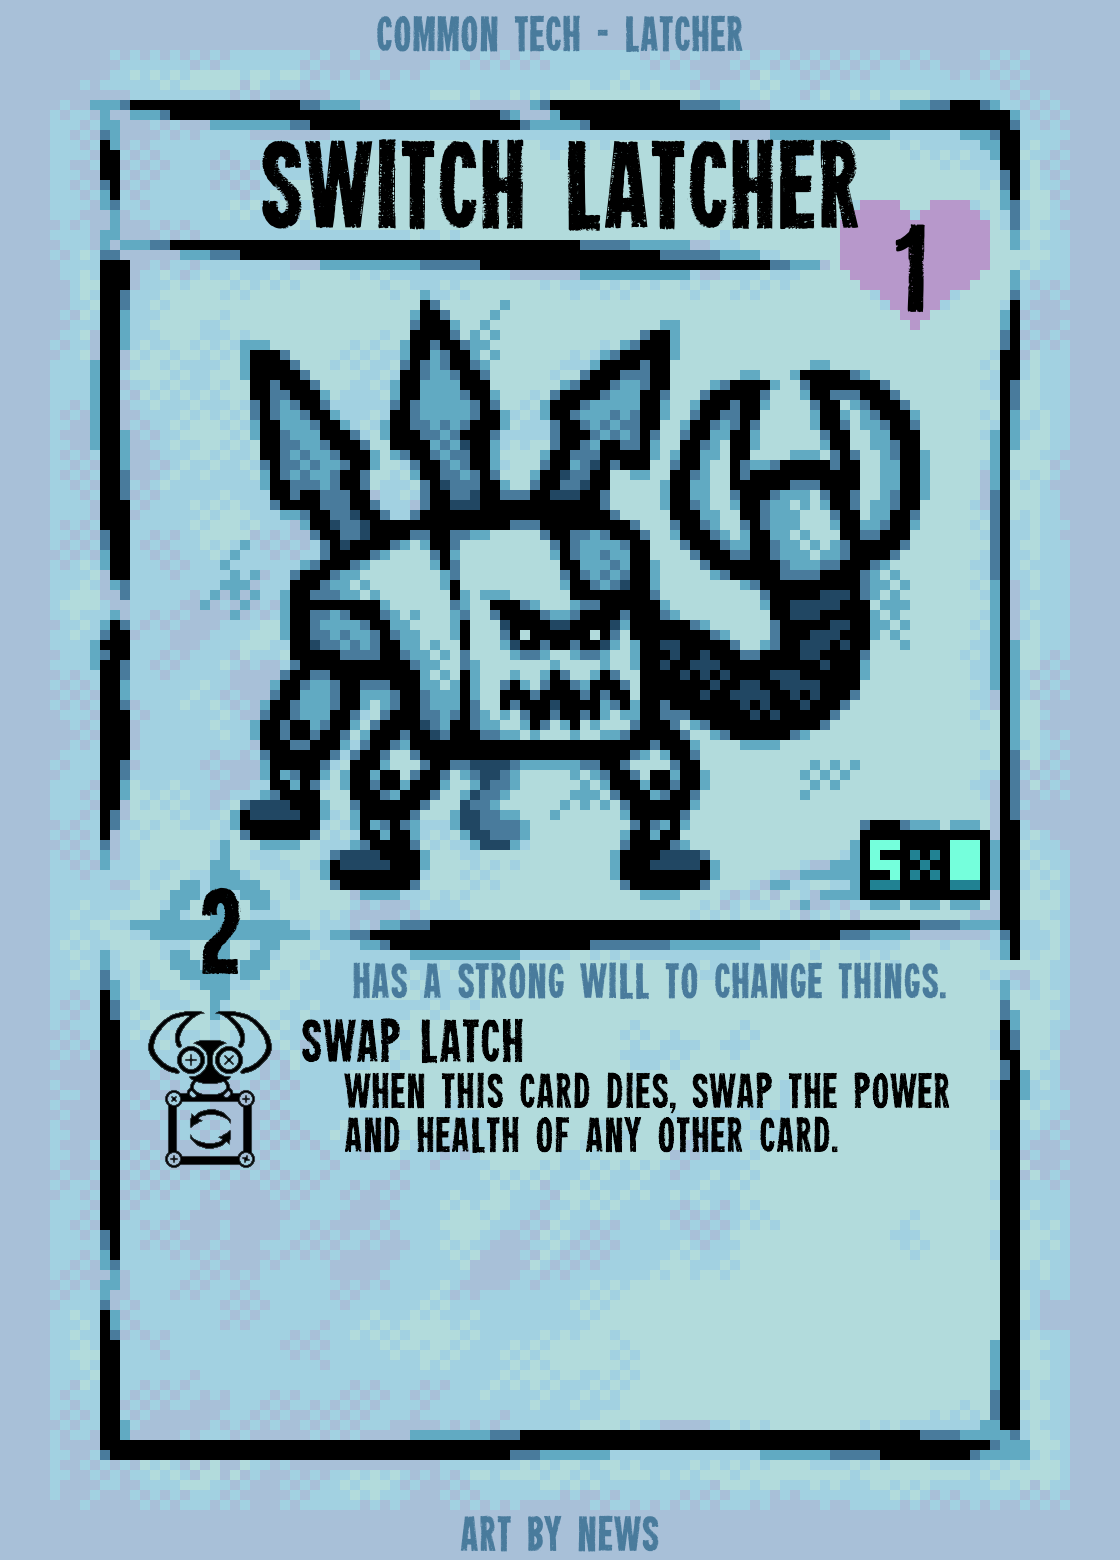 COMMON TECH - LATCHER
SWITCH LATCHER
1
5x
2
HAS A STRONG WILL TO CHANGE THINGS.
SWAP LATCH
WHEN THIS CARD DIES, SWAP THE POWER
AND HEALTH OF ANY OTHER CARD.
ART BY NEWS